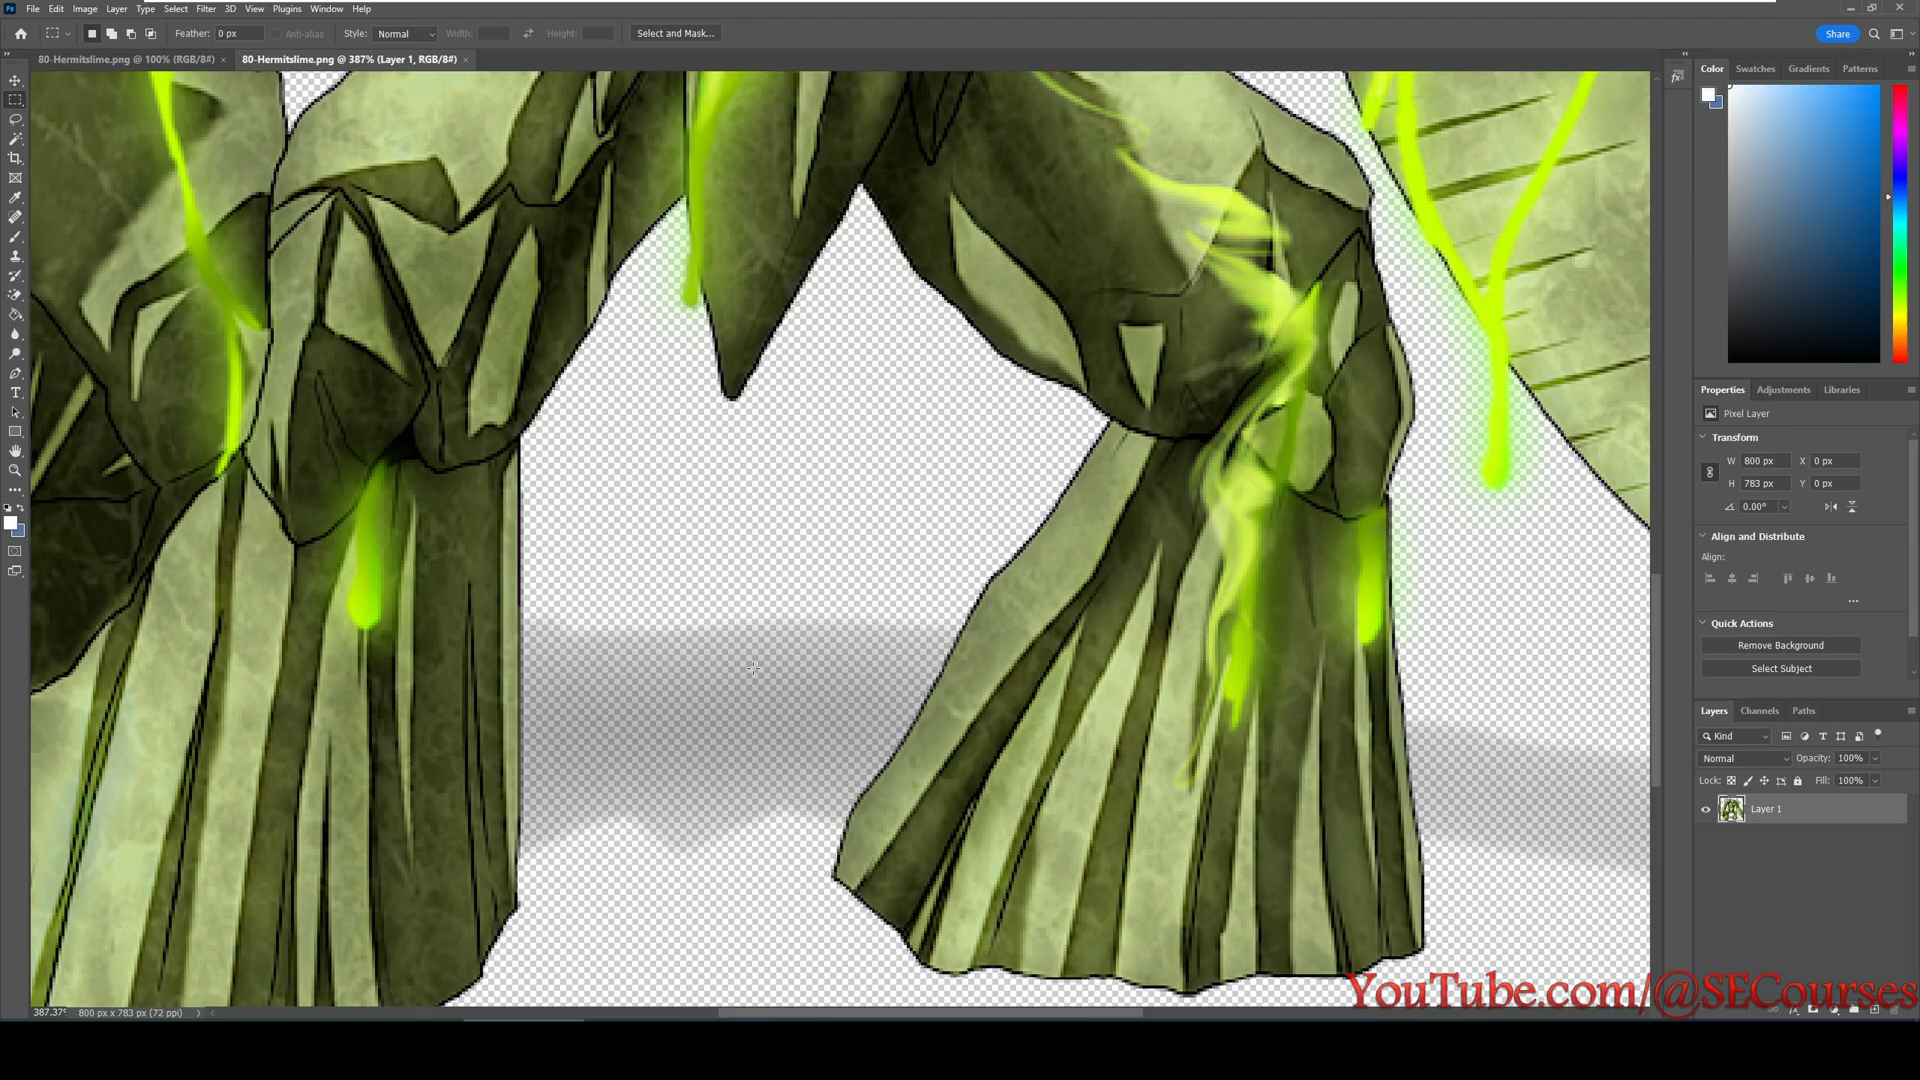 Ps File Edit Image Layer Type Select Filter 3D View Plugins Window Help
Feather: 0 px Anti-alias Style: Normal Width: Height: Select and Mask... Share
80-Hermitslime.png @ 100% (RGB/8#) × 80-Hermitslime.png @ 387% (Layer 1, RGB/8#) ×
Color Swatches Gradients Patterns
Properties Adjustments Libraries
Pixel Layer
Transform
W 800 px X 0 px
H 783 px Y 0 px
0.00°
Align and Distribute
Align:
Quick Actions
Remove Background
Select Subject
Layers Channels Paths
Kind
Normal Opacity: 100%
Lock: Fill: 100%
Layer 1
YouTube.com/@SECourses
387.37% 800 px x 783 px (72 ppi)